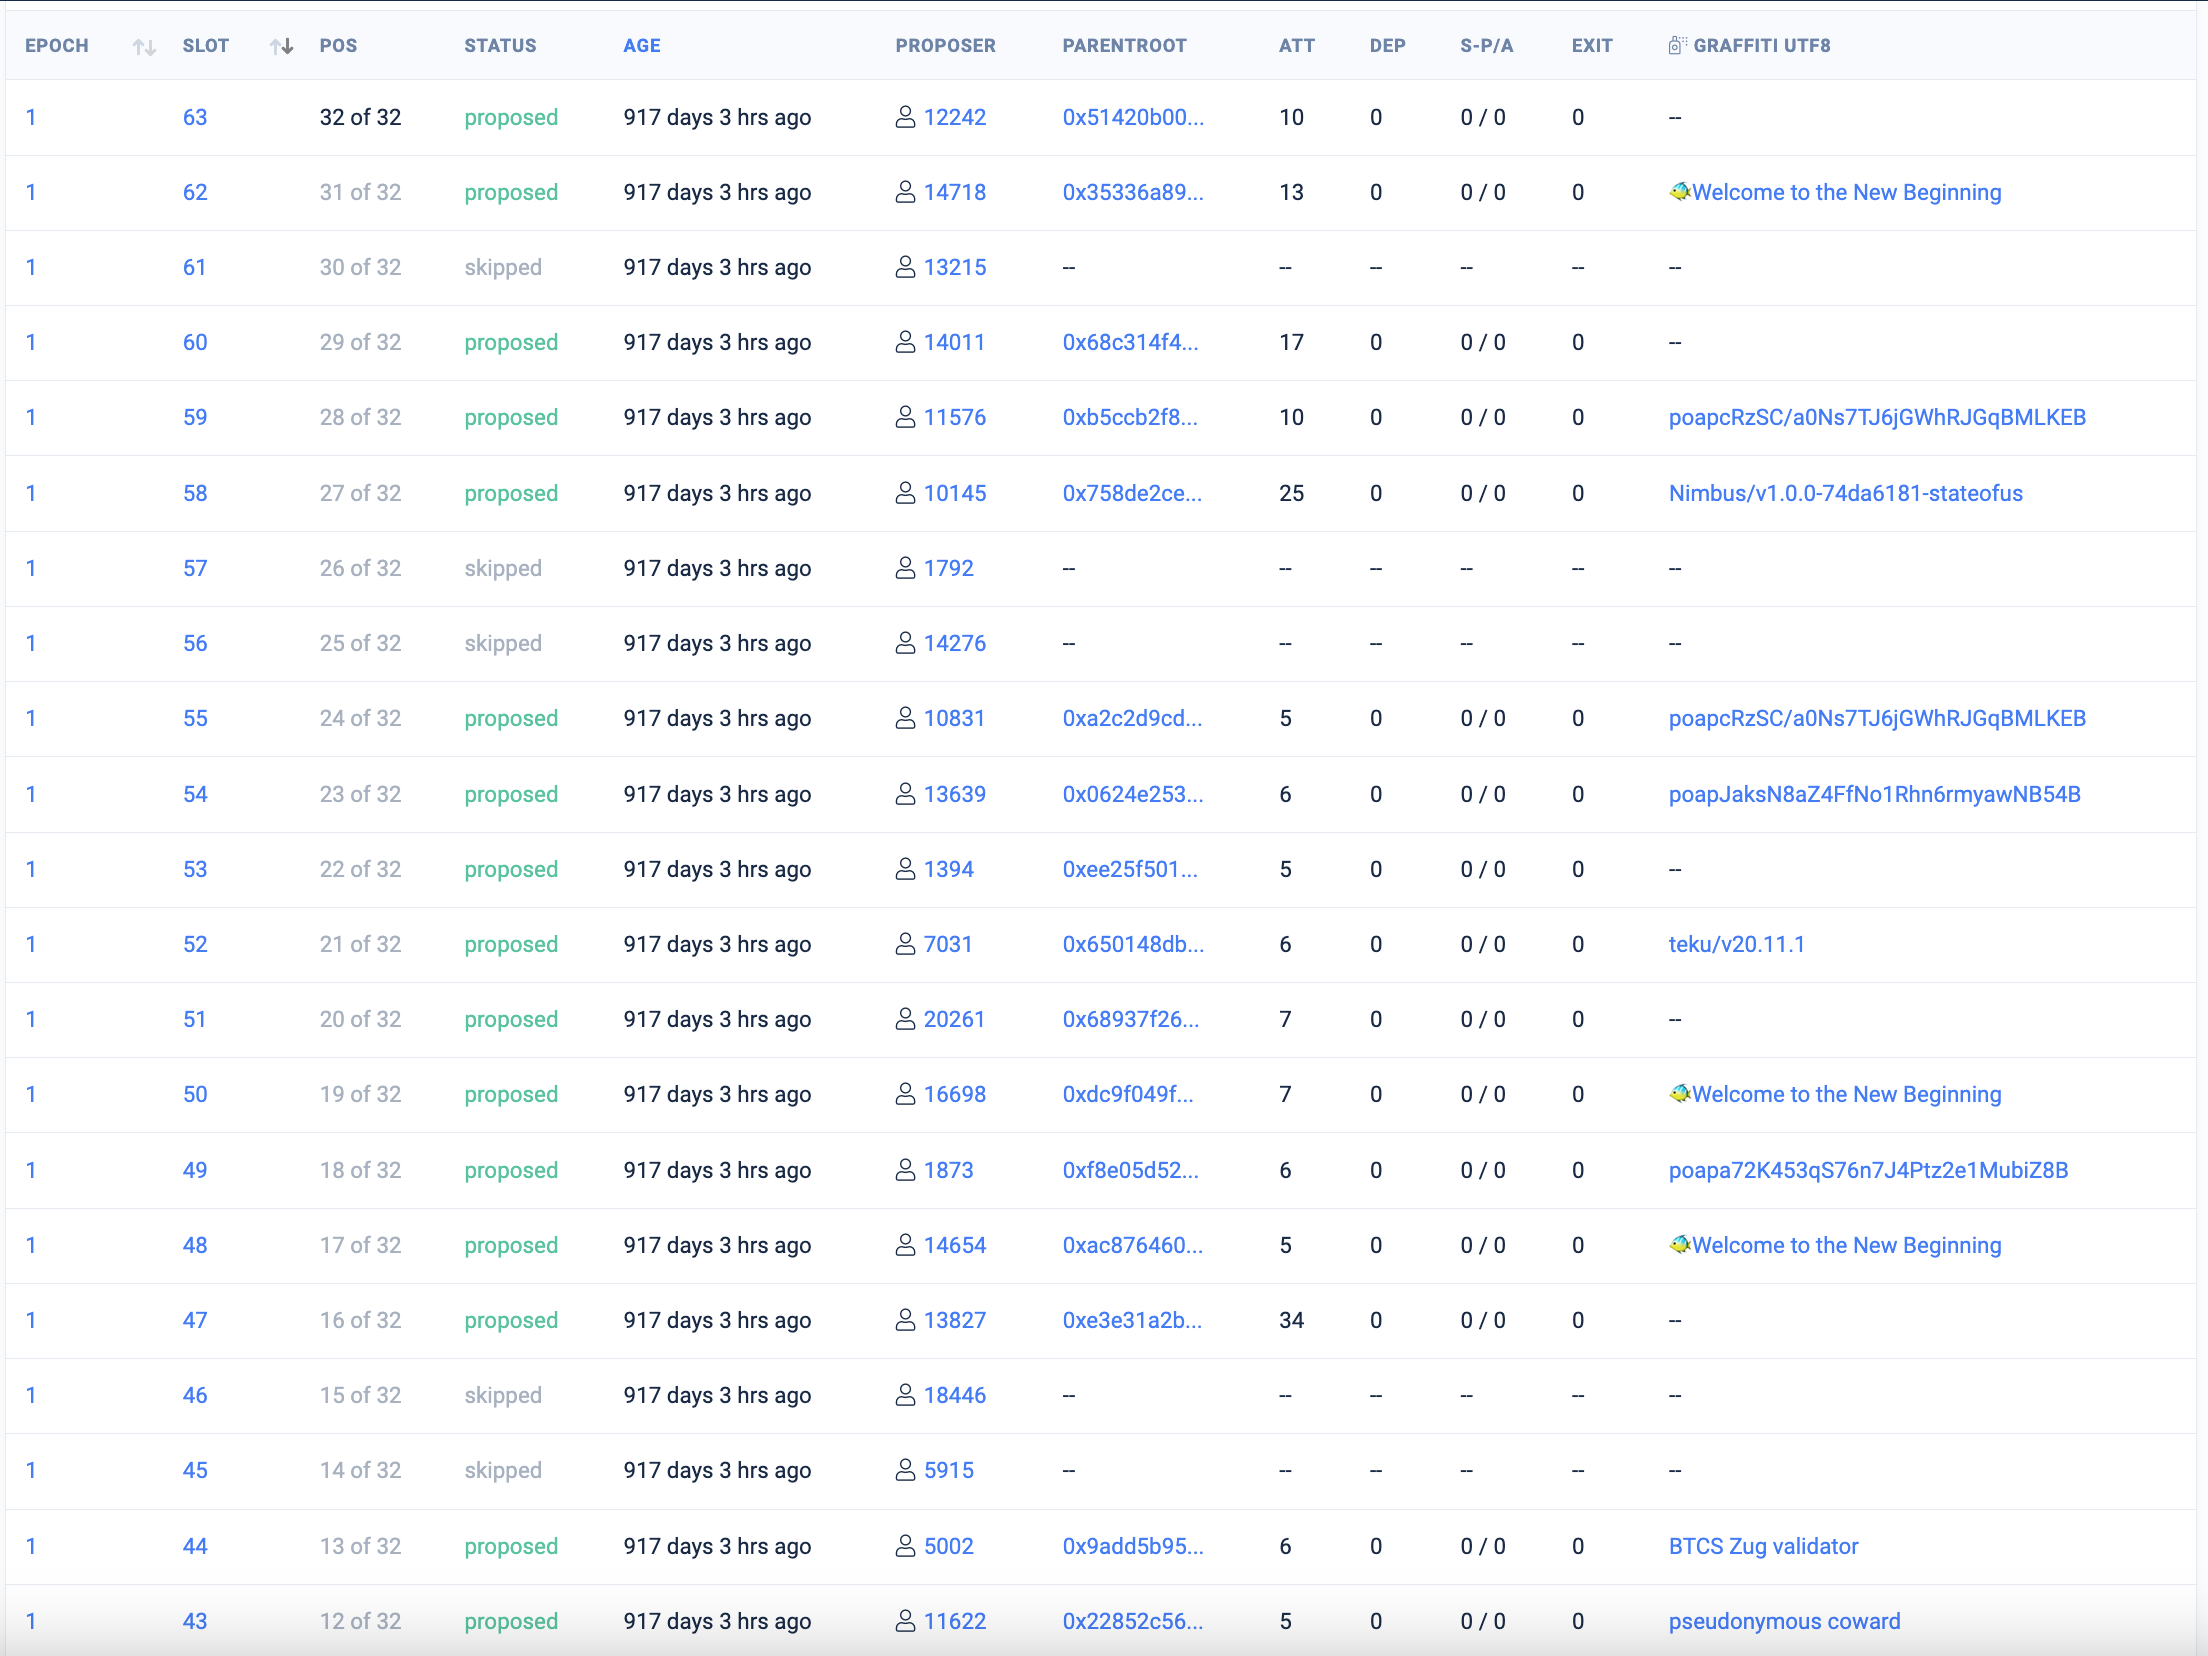 EPOCH SLOT POS STATUS AGE PROPOSER PARENTROOT ATT DEP S-P/A EXIT GRAFFITI UTF8
1 63 32 of 32 proposed 917 days 3 hrs ago 12242 0x51420b00... 10 0 0 / 0 0 --
1 62 31 of 32 proposed 917 days 3 hrs ago 14718 0x35336a89... 13 0 0 / 0 0 🐠Welcome to the New Beginning
1 61 30 of 32 skipped 917 days 3 hrs ago 13215 -- -- -- -- -- --
1 60 29 of 32 proposed 917 days 3 hrs ago 14011 0x68c314f4... 17 0 0 / 0 0 --
1 59 28 of 32 proposed 917 days 3 hrs ago 11576 0xb5ccb2f8... 10 0 0 / 0 0 poapcRzSC/a0Ns7TJ6jGWhRJGqBMLKEB
1 58 27 of 32 proposed 917 days 3 hrs ago 10145 0x758de2ce... 25 0 0 / 0 0 Nimbus/v1.0.0-74da6181-stateofus
1 57 26 of 32 skipped 917 days 3 hrs ago 1792 -- -- -- -- -- --
1 56 25 of 32 skipped 917 days 3 hrs ago 14276 -- -- -- -- -- --
1 55 24 of 32 proposed 917 days 3 hrs ago 10831 0xa2c2d9cd... 5 0 0 / 0 0 poapcRzSC/a0Ns7TJ6jGWhRJGqBMLKEB
1 54 23 of 32 proposed 917 days 3 hrs ago 13639 0x0624e253... 6 0 0 / 0 0 poapJaksN8aZ4FfNo1Rhn6rmyawNB54B
1 53 22 of 32 proposed 917 days 3 hrs ago 1394 0xee25f501... 5 0 0 / 0 0 --
1 52 21 of 32 proposed 917 days 3 hrs ago 7031 0x650148db... 6 0 0 / 0 0 teku/v20.11.1
1 51 20 of 32 proposed 917 days 3 hrs ago 20261 0x68937f26... 7 0 0 / 0 0 --
1 50 19 of 32 proposed 917 days 3 hrs ago 16698 0xdc9f049f... 7 0 0 / 0 0 🐠Welcome to the New Beginning
1 49 18 of 32 proposed 917 days 3 hrs ago 1873 0xf8e05d52... 6 0 0 / 0 0 poapa72K453qS76n7J4Ptz2e1MubiZ8B
1 48 17 of 32 proposed 917 days 3 hrs ago 14654 0xac876460... 5 0 0 / 0 0 🐠Welcome to the New Beginning
1 47 16 of 32 proposed 917 days 3 hrs ago 13827 0xe3e31a2b... 34 0 0 / 0 0 --
1 46 15 of 32 skipped 917 days 3 hrs ago 18446 -- -- -- -- -- --
1 45 14 of 32 skipped 917 days 3 hrs ago 5915 -- -- -- -- -- --
1 44 13 of 32 proposed 917 days 3 hrs ago 5002 0x9add5b95... 6 0 0 / 0 0 BTCS Zug validator
1 43 12 of 32 proposed 917 days 3 hrs ago 11622 0x22852c56... 5 0 0 / 0 0 pseudonymous coward